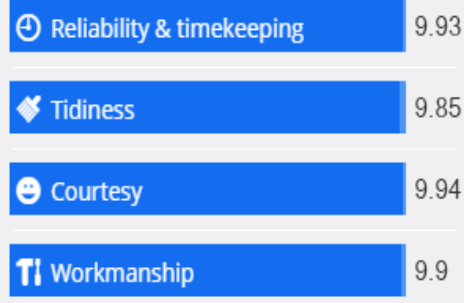 Reliability & timekeeping 9.93
Tidiness 9.85
Courtesy 9.94
Workmanship 9.9